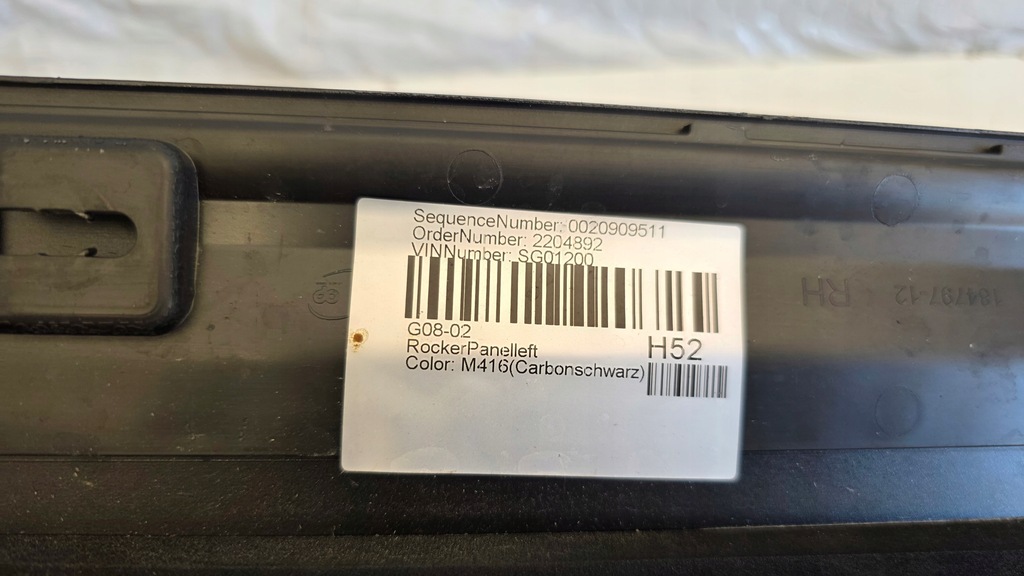 SequenceNumber: 0020909511
OrderNumber: 2204892
VINNumber: SG01200
G08-02
RockerPanelleft
H52
Color: M416(Carbonschwarz)
RH
184797-12